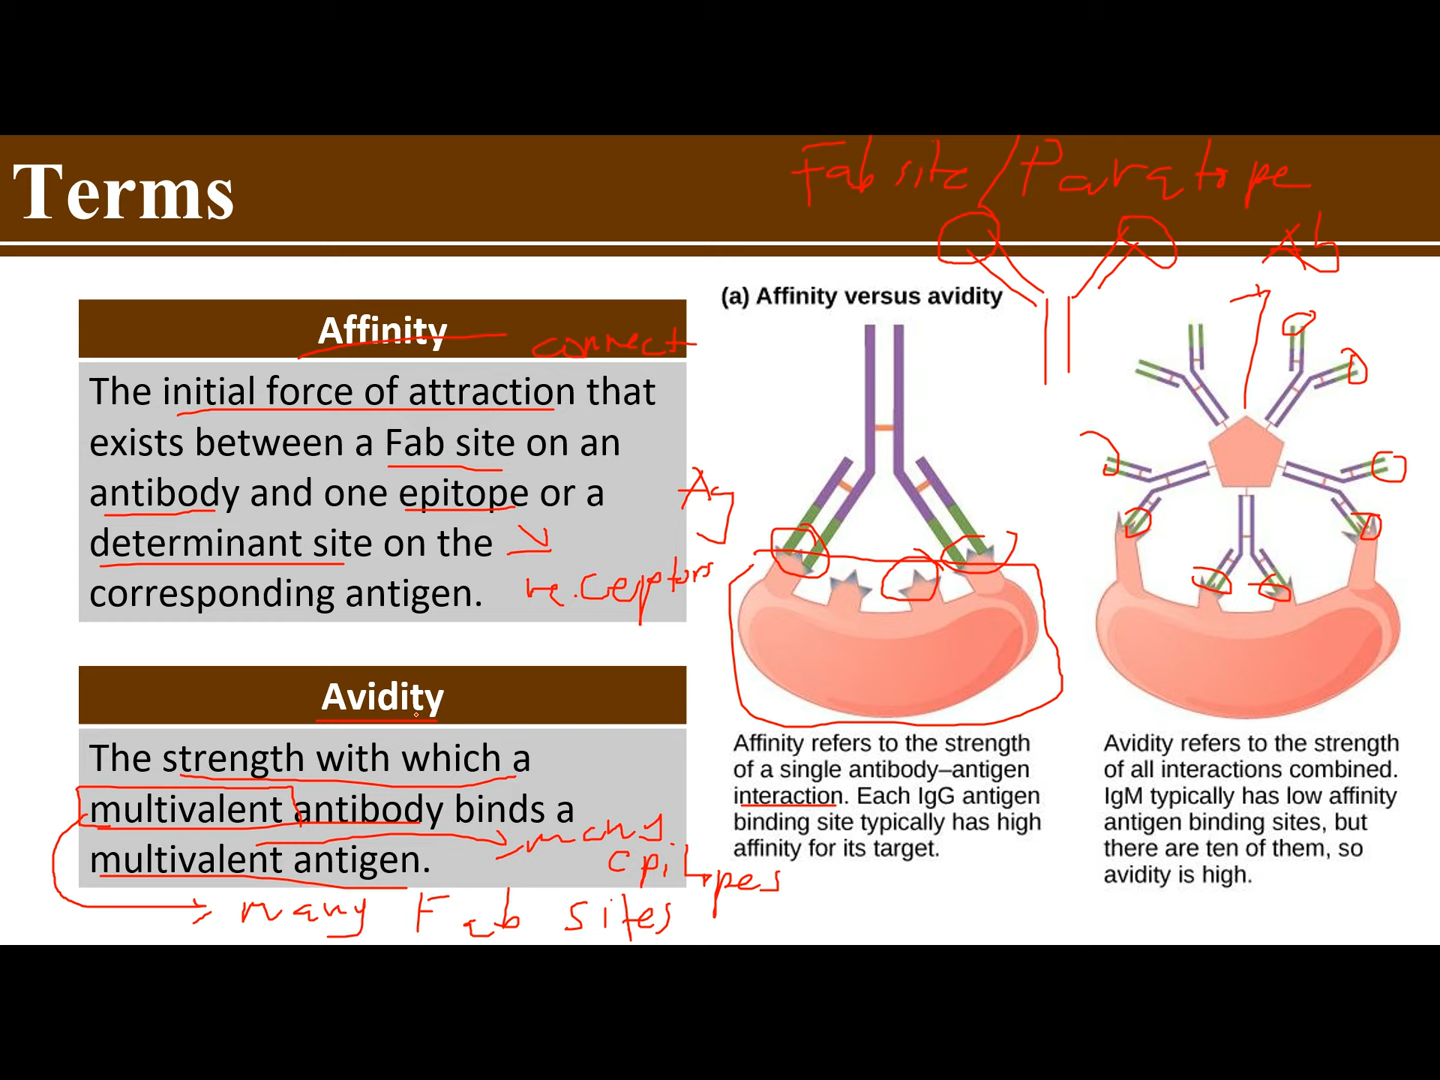 Terms
Fab site/Paratope
Ab
Affinity
connect
The initial force of attraction that
exists between a Fab site on an
antibody and one epitope or a
determinant site on the
corresponding antigen.
Ag
receptors
Avidity
The strength with which a
multivalent antibody binds a
multivalent antigen.
many
epitopes
many Fab sites
(a) Affinity versus avidity
Affinity refers to the strength
of a single antibody–antigen
interaction. Each IgG antigen
binding site typically has high
affinity for its target.
Avidity refers to the strength
of all interactions combined.
IgM typically has low affinity
antigen binding sites, but
there are ten of them, so
avidity is high.